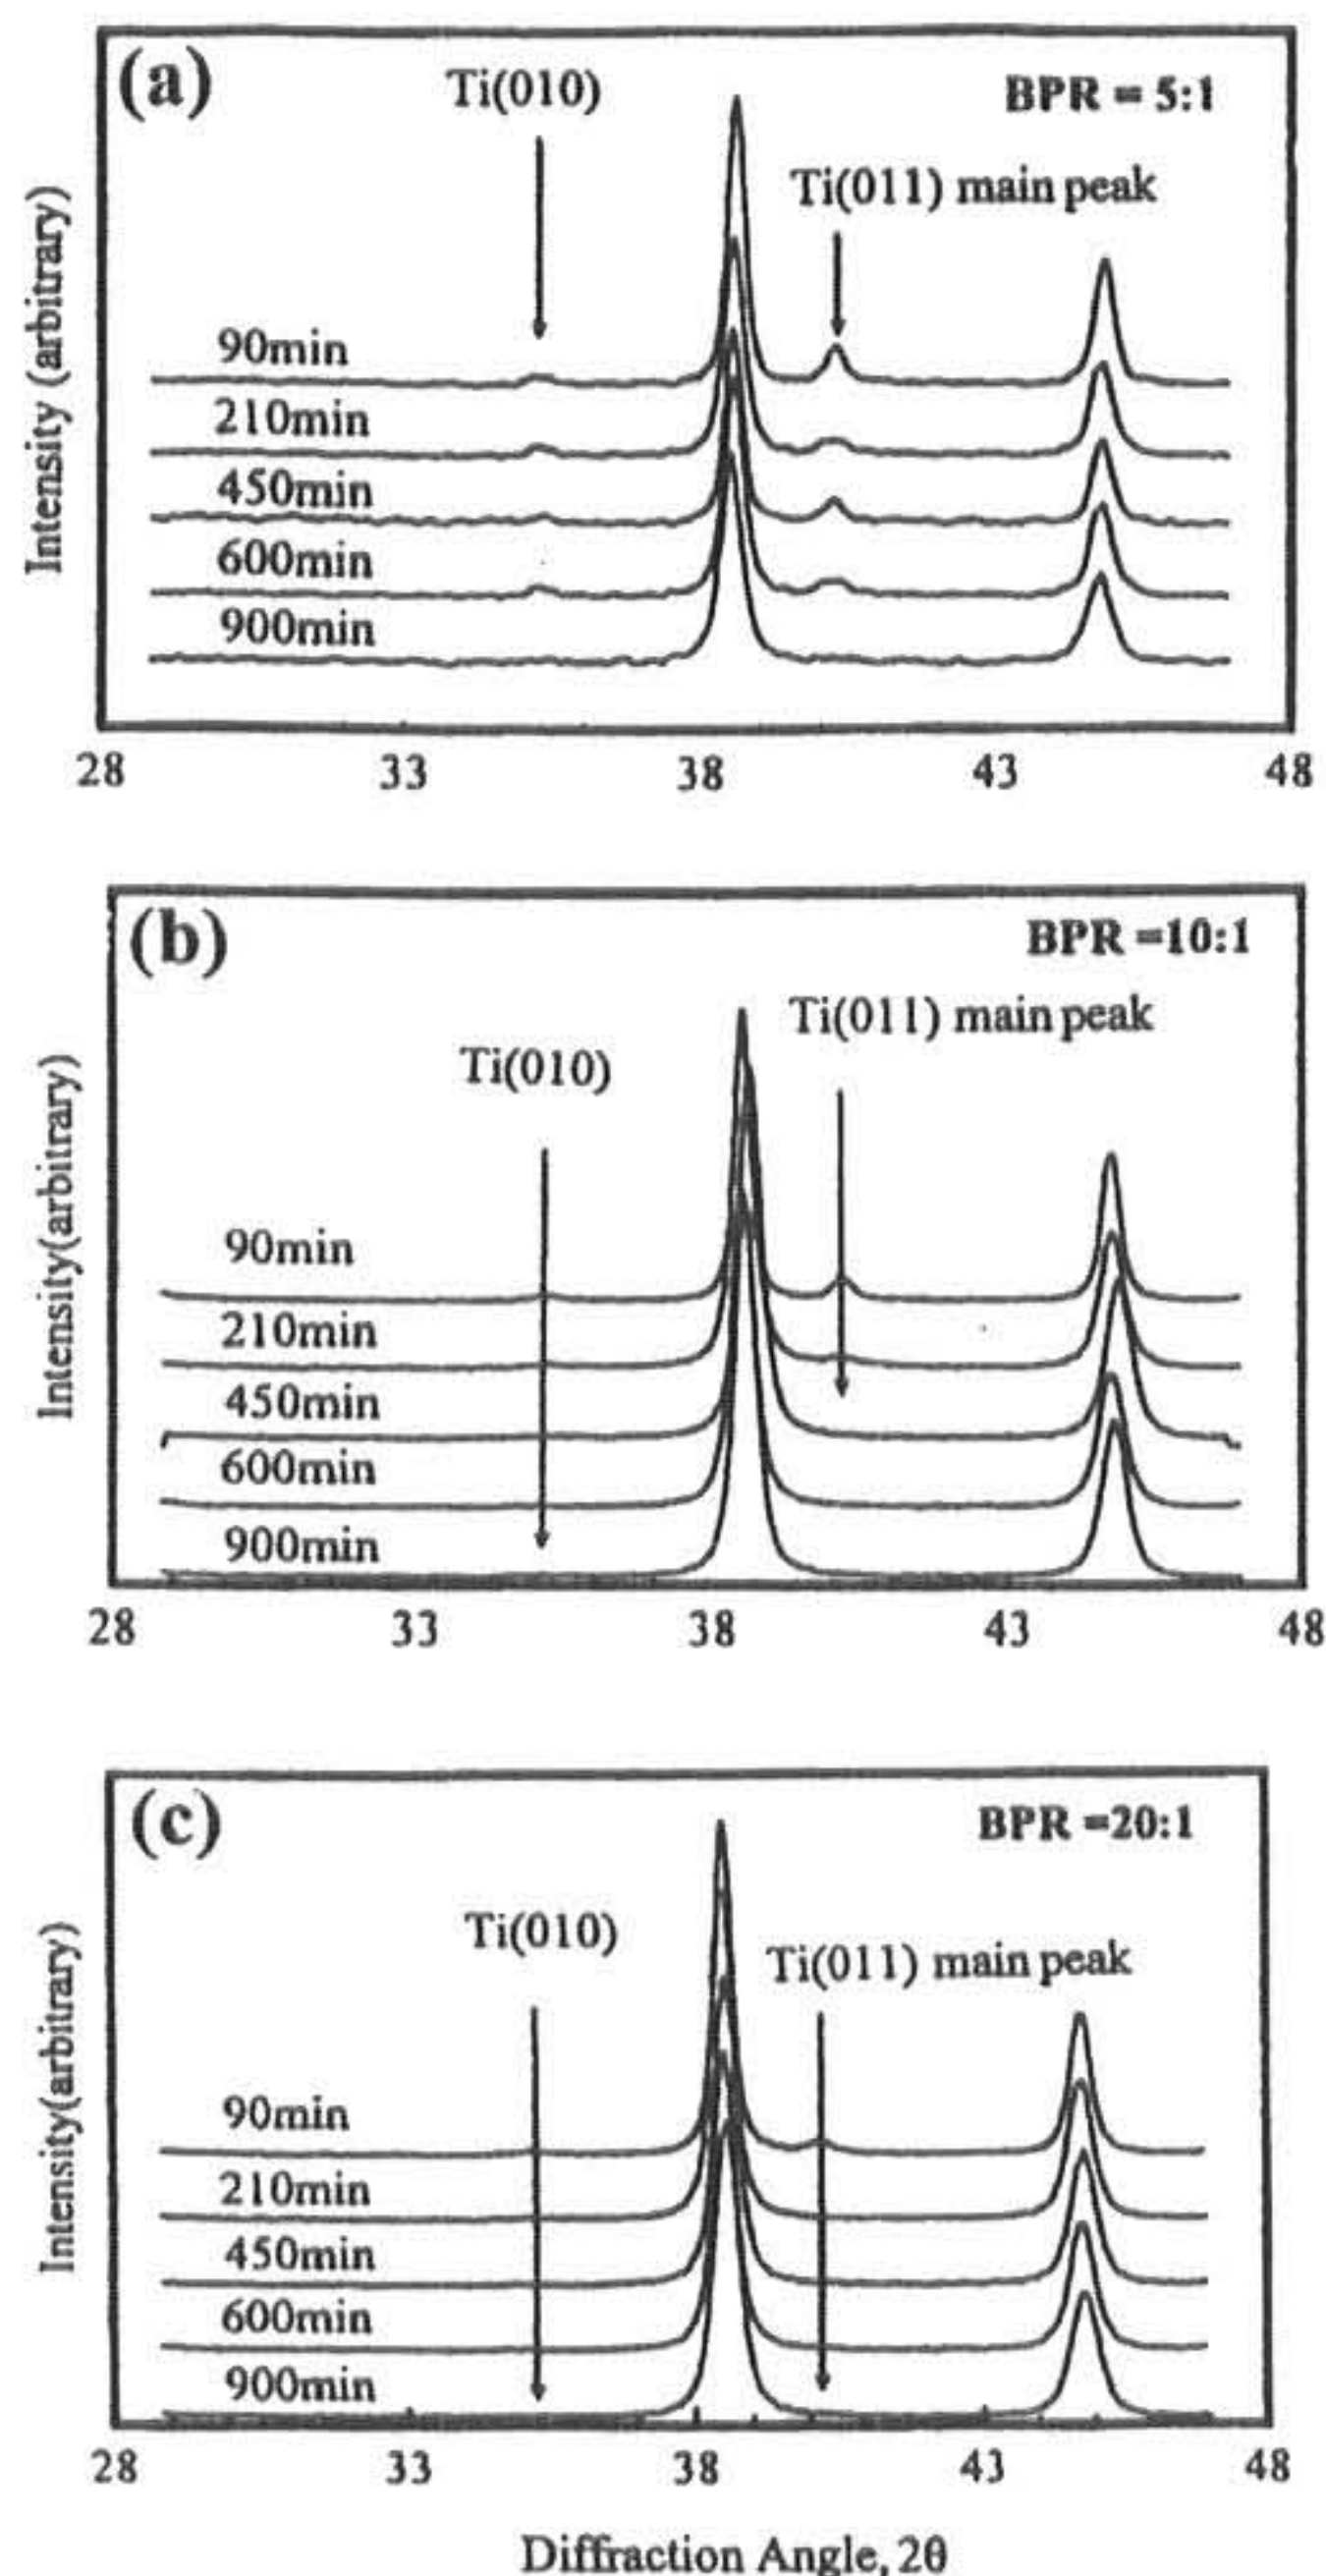 (a)
Ti(010)
BPR = 5:1
Ti(011) main peak
Intensity (arbitrary)
90min
210min
450min
600min
900min
28 33 38 43 48
(b)
BPR =10:1
Ti(011) main peak
Ti(010)
Intensity(arbitrary)
90min
210min
450min
600min
900min
28 33 38 43 48
(c)
BPR =20:1
Ti(010)
Ti(011) main peak
Intensity(arbitrary)
90min
210min
450min
600min
900min
28 33 38 43 48
Diffraction Angle, 2θ